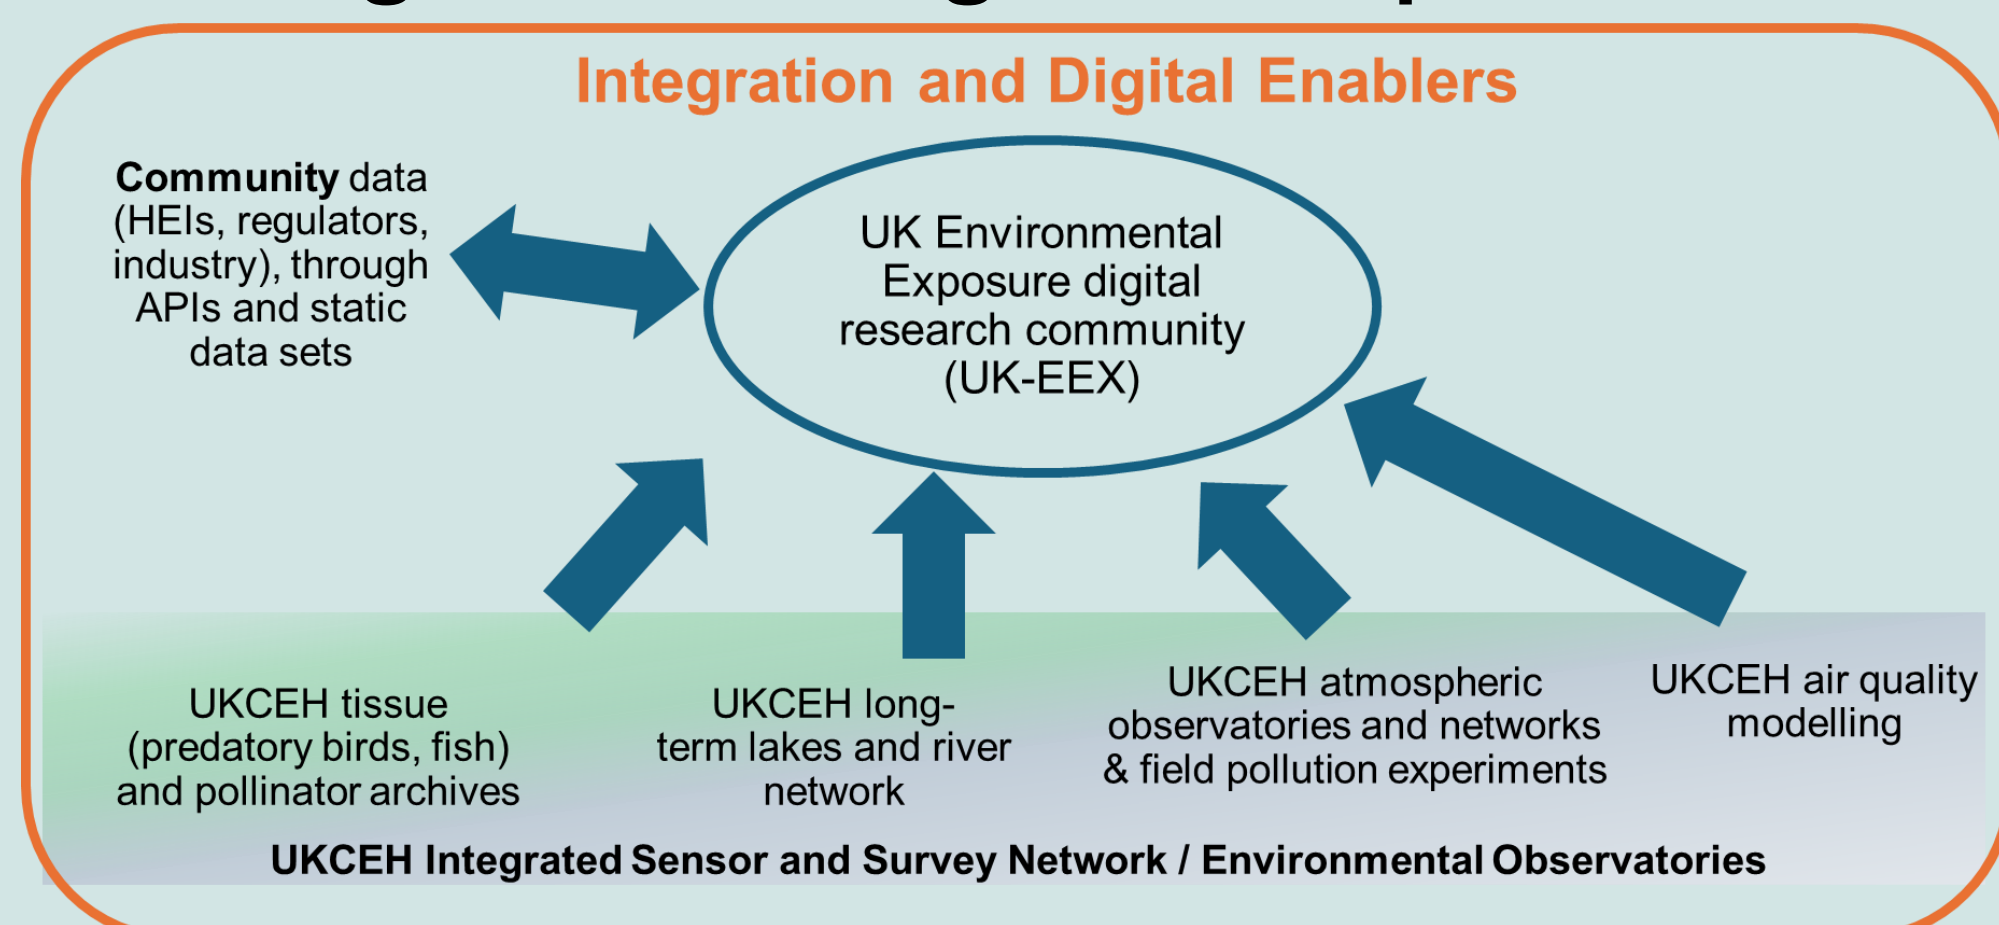 Integration and Digital Enablers
Community data
(HEIs, regulators,
industry), through
APIs and static
data sets
UK Environmental
Exposure digital
research community
(UK-EEX)
UKCEH tissue
(predatory birds, fish)
and pollinator archives
UKCEH long-
term lakes and river
network
UKCEH atmospheric
observatories and networks
& field pollution experiments
UKCEH air quality
modelling
UKCEH Integrated Sensor and Survey Network / Environmental Observatories